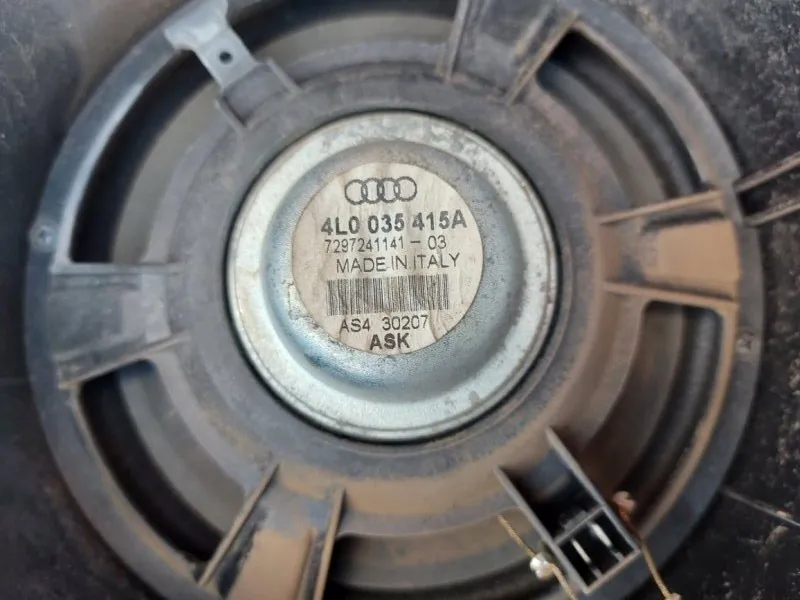 4L0 035 415A
7297241141-03
MADE IN ITALY
AS4 30207
ASK